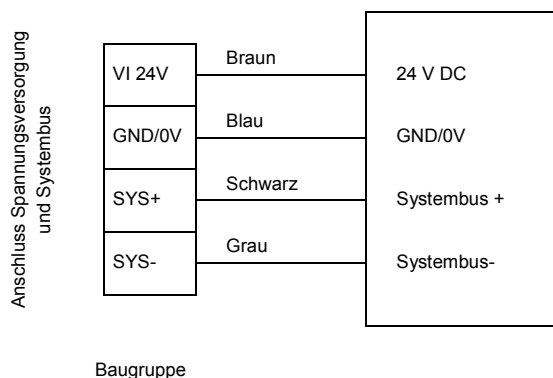 Anschluss Spannungsversorgung
und Systembus
VI 24V
Braun
24 V DC
GND/0V
Blau
GND/0V
SYS+
Schwarz
Systembus +
SYS-
Grau
Systembus-
Baugruppe